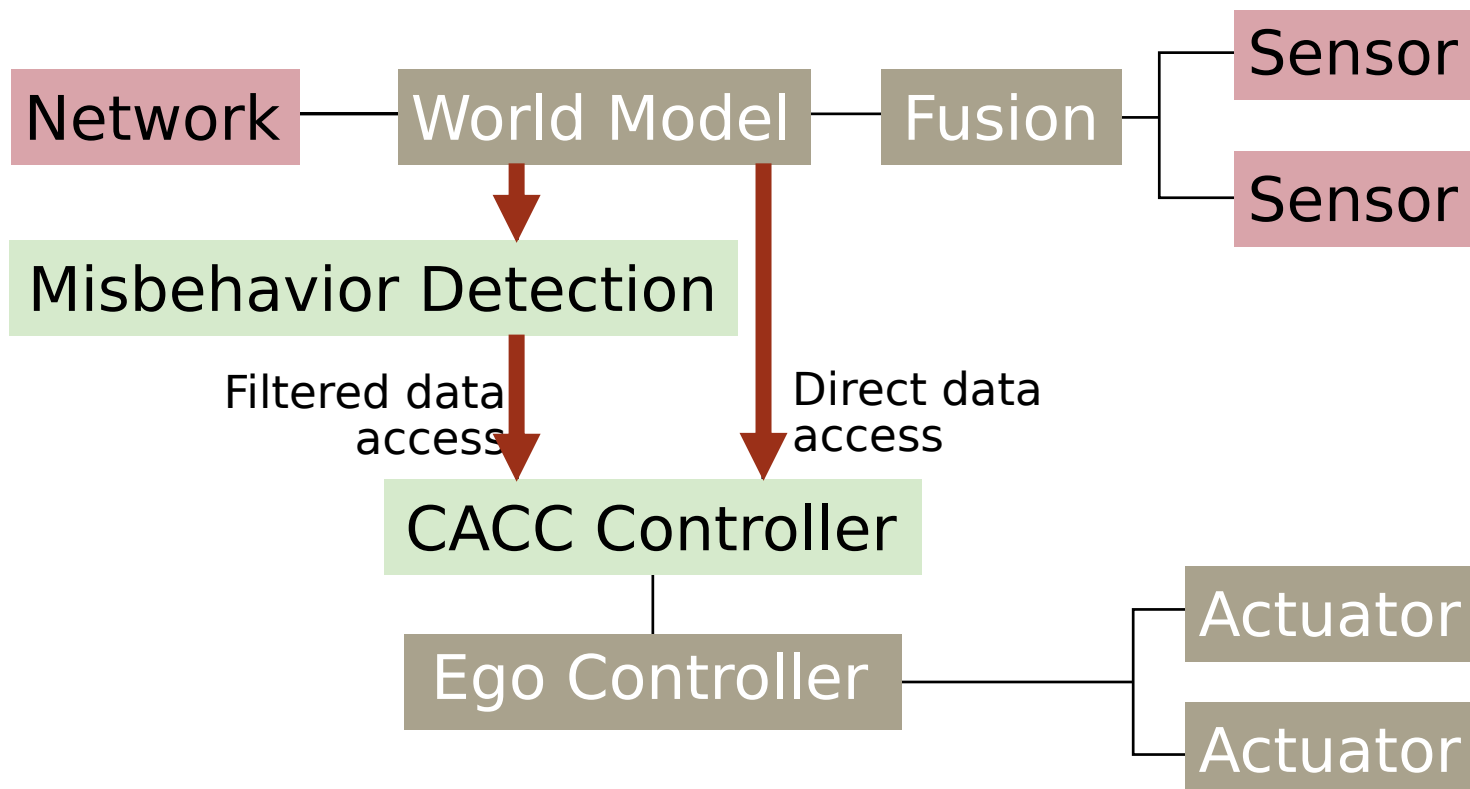 Sensor
Network
World Model
Fusion
Sensor
Misbehavior Detection
Filtered data
access
Direct data
access
CACC Controller
Actuator
Ego Controller
Actuator